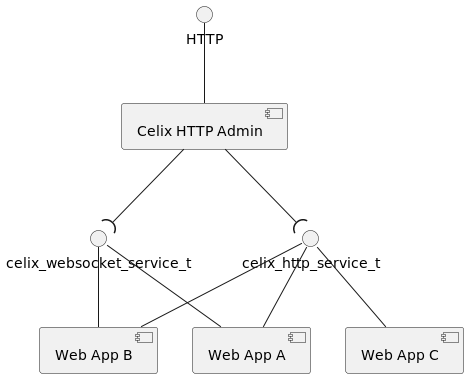 HTTP
Celix HTTP Admin
celix_websocket_service_t
celix_http_service_t
Web App B
Web App A
Web App C